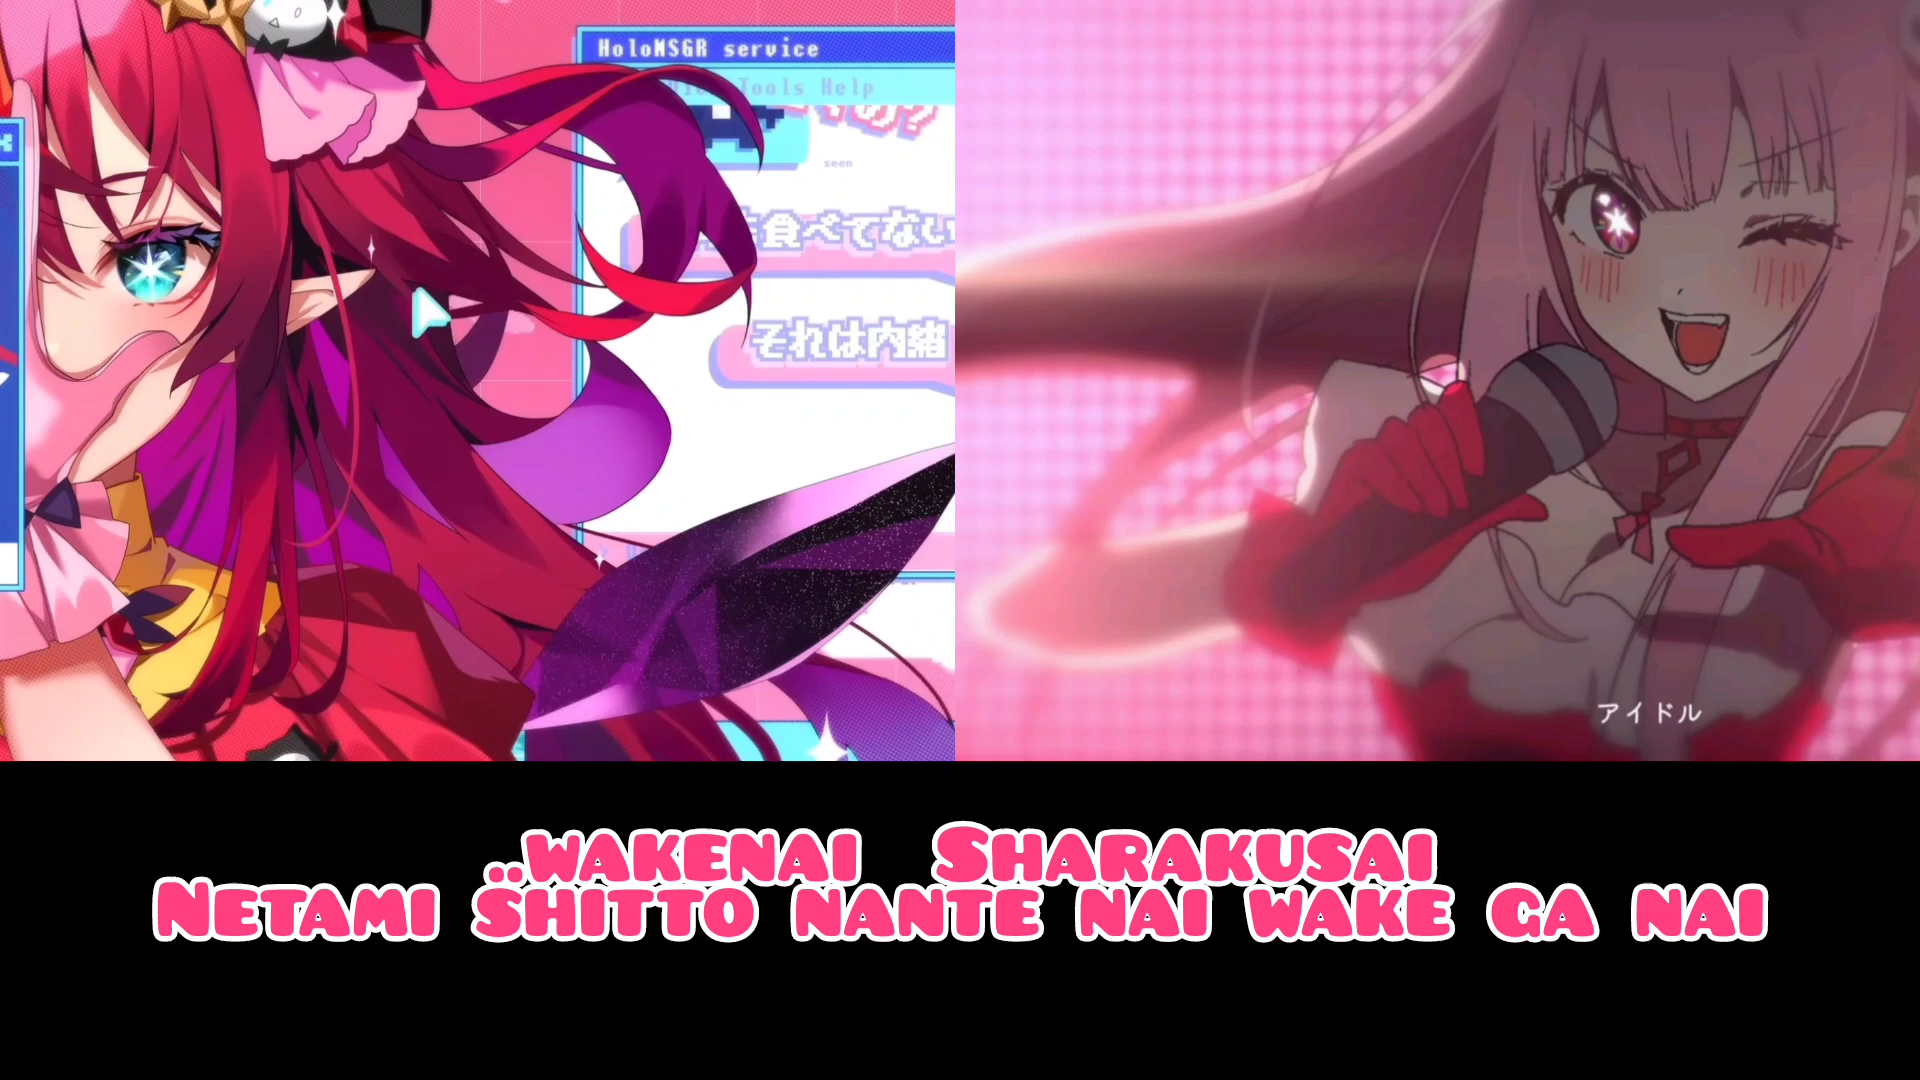 HoloMSGR service
Tools Help
seen
食べてない
それは内緒
アイドル
..wakenai Sharakusai
Netami shitto nante nai wake ga nai